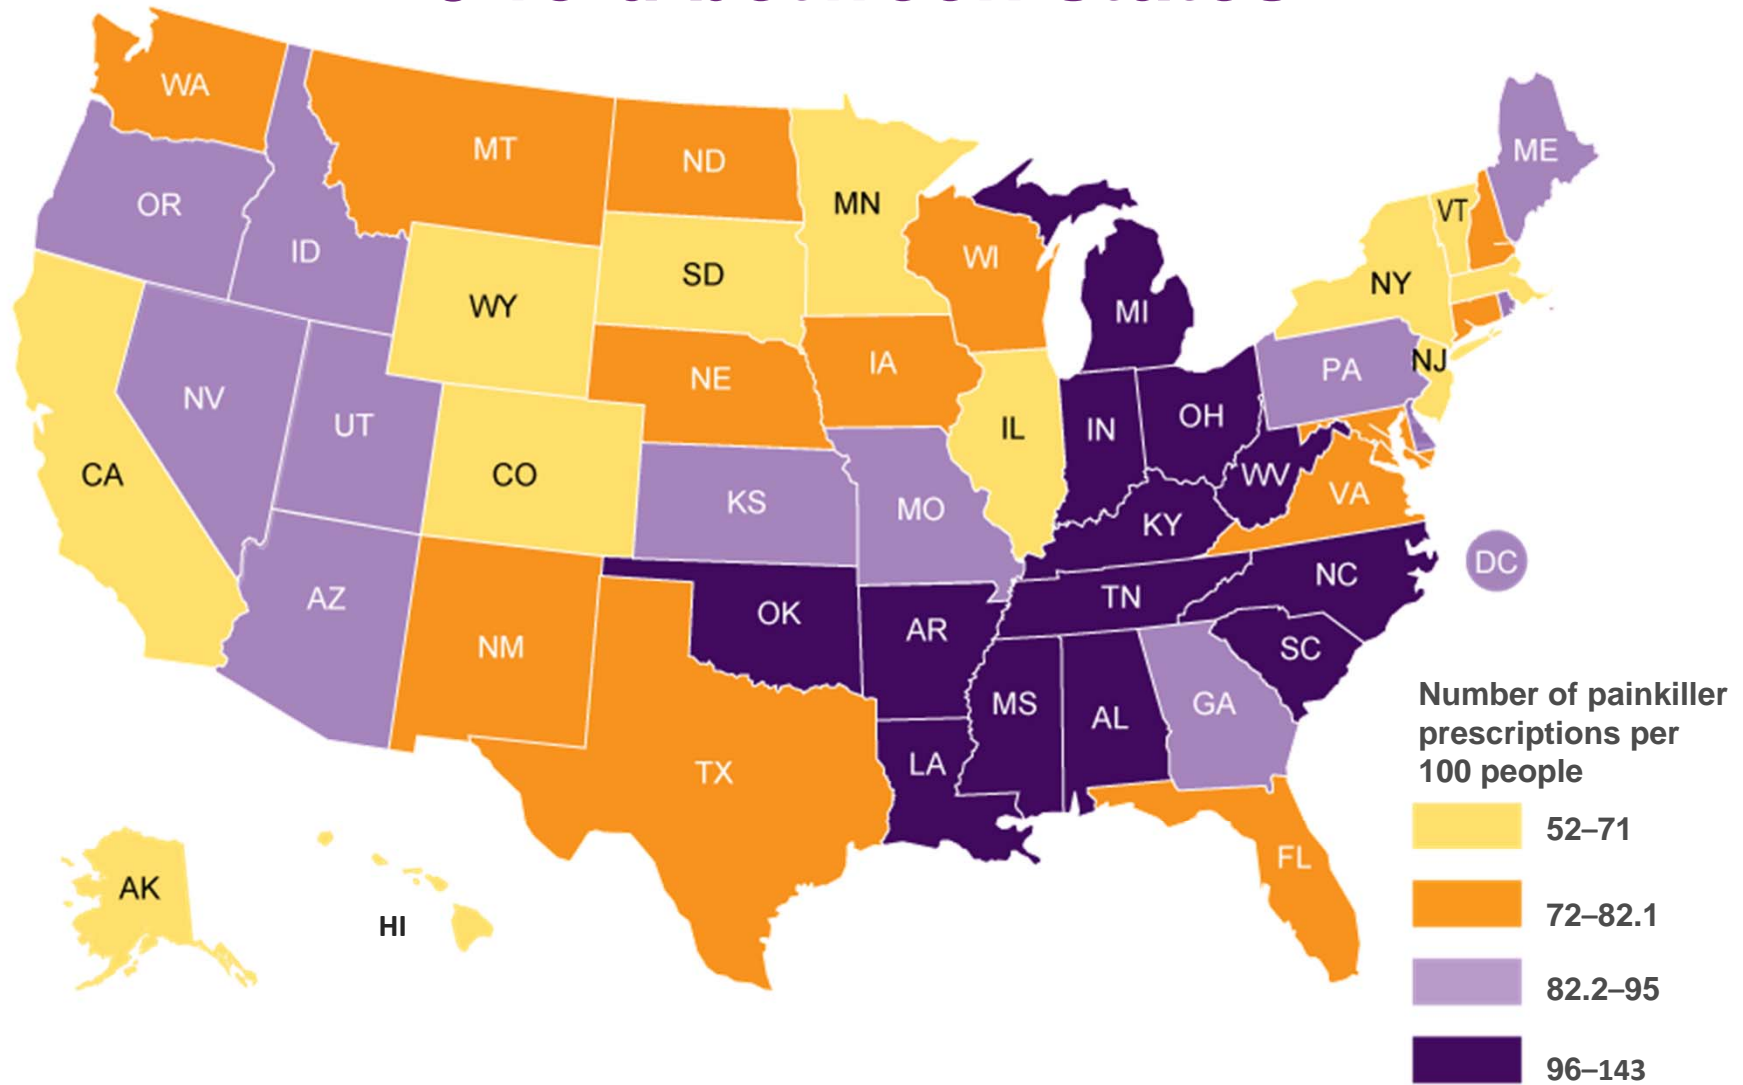 WA
MT
ND
MN
ME
OR
ID
WY
SD
WI
MI
VT
NY
NV
UT
CO
NE
IA
IL
IN
OH
PA
NJ
CA
KS
MO
WV
KY
VA
DC
AZ
NM
OK
AR
TN
NC
SC
TX
LA
MS
AL
GA
FL
AK
HI
Number of painkiller
prescriptions per
100 people
52–71
72–82.1
82.2–95
96–143